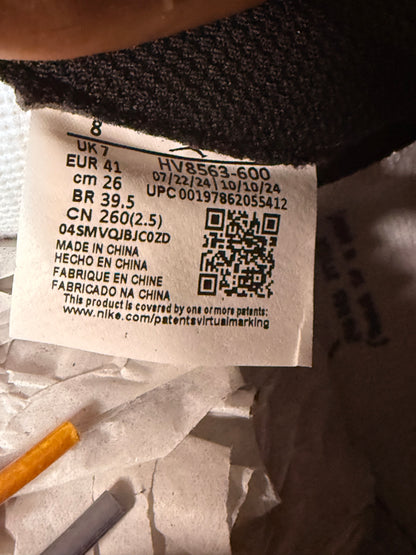 8
UK 7
EUR 41
cm 26
BR 39.5
CN 260(2.5)
04SMVQJBJC0ZD
HV8563-600
07/22/24 | 10/10/24
UPC 00197862055412
MADE IN CHINA
HECHO EN CHINA
FABRIQUE EN CHINE
FABRICADO NA CHINA
This product is covered by one or more patents:
www.nike.com/patentsvirtualmarking